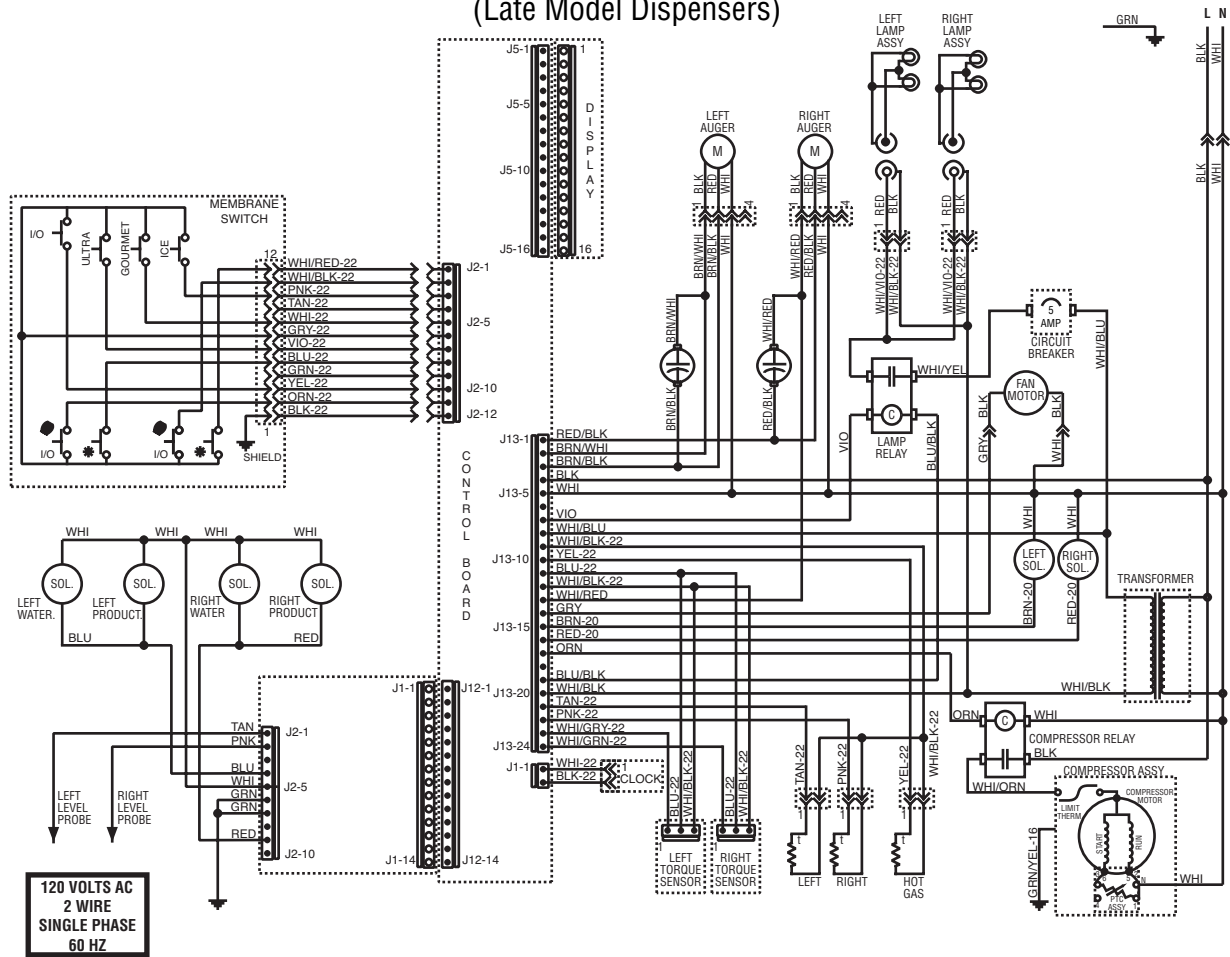 (Late Model Dispensers)
L N
GRN
BLK
WHI
BLK
WHI
LEFT
LAMP
ASSY
RIGHT
LAMP
ASSY
J5-1
J5-5
J5-10
J5-16
1
16
DISPLAY
LEFT
AUGER
M
RIGHT
AUGER
M
BLK
RED
WHI
BLK
RED
WHI
1
4
1
4
BRN/WHI
BRN/BLK
WHI
WHI/RED
RED/BLK
WHI
1
RED
BLK
1
RED
BLK
WHI/VIO-22
WHI/BLK-22
WHI/VIO-22
WHI/BLK-22
MEMBRANE
SWITCH
I/O
ULTRA
GOURMET
ICE
12
WHI/RED-22
WHI/BLK-22
PNK-22
TAN-22
WHI-22
GRY-22
VIO-22
BLU-22
GRN-22
YEL-22
ORN-22
BLK-22
1
SHIELD
J2-1
J2-5
J2-10
J2-12
I/O
I/O
BRN/WHI
BRN/BLK
WHI/RED
RED/BLK
5
AMP
CIRCUIT
BREAKER
WHI/BLU
WHI/YEL
C
LAMP
RELAY
VIO
BLU/BLK
FAN
MOTOR
BLK
GRY
BLK
WHI
CONTROL BOARD
J13-1
J13-5
J13-10
J13-15
J13-20
J13-24
RED/BLK
BRN/WHI
BRN/BLK
BLK
WHI
VIO
WHI/BLU
WHI/BLK-22
YEL-22
BLU-22
WHI/BLK-22
WHI/RED
GRY
BRN-20
RED-20
ORN
BLU/BLK
WHI/BLK
TAN-22
PNK-22
WHI/GRY-22
WHI/GRN-22
J1-1
WHI-22
BLK-22
1
CLOCK
WHI
WHI
LEFT
SOL.
RIGHT
SOL.
BRN-20
RED-20
TRANSFORMER
WHI/BLK
WHI
WHI
WHI
WHI
SOL.
SOL.
SOL.
SOL.
LEFT
WATER.
LEFT
PRODUCT.
RIGHT
WATER
RIGHT
PRODUCT
BLU
RED
TAN
PNK
BLU
WHI
GRN
GRN
RED
J2-1
J2-5
J2-10
J1-1
J1-14
J12-1
J12-14
LEFT
LEVEL
PROBE
RIGHT
LEVEL
PROBE
BLU-22
WHI/BLK-22
BLU-22
WHI/BLK-22
1
LEFT
TORQUE
SENSOR
1
RIGHT
TORQUE
SENSOR
TAN-22
PNK-22
YEL-22
WHI/BLK-22
1
1
1
t
t
t
LEFT
RIGHT
HOT
GAS
ORN
C
WHI
COMPRESSOR RELAY
BLK
WHI/ORN
COMPRESSOR ASSY
LIMIT
THERM
COMPRESSOR
MOTOR
START
RUN
GRN/YEL-16
N
PTC
ASSY
WHI
120 VOLTS AC
2 WIRE
SINGLE PHASE
60 HZ